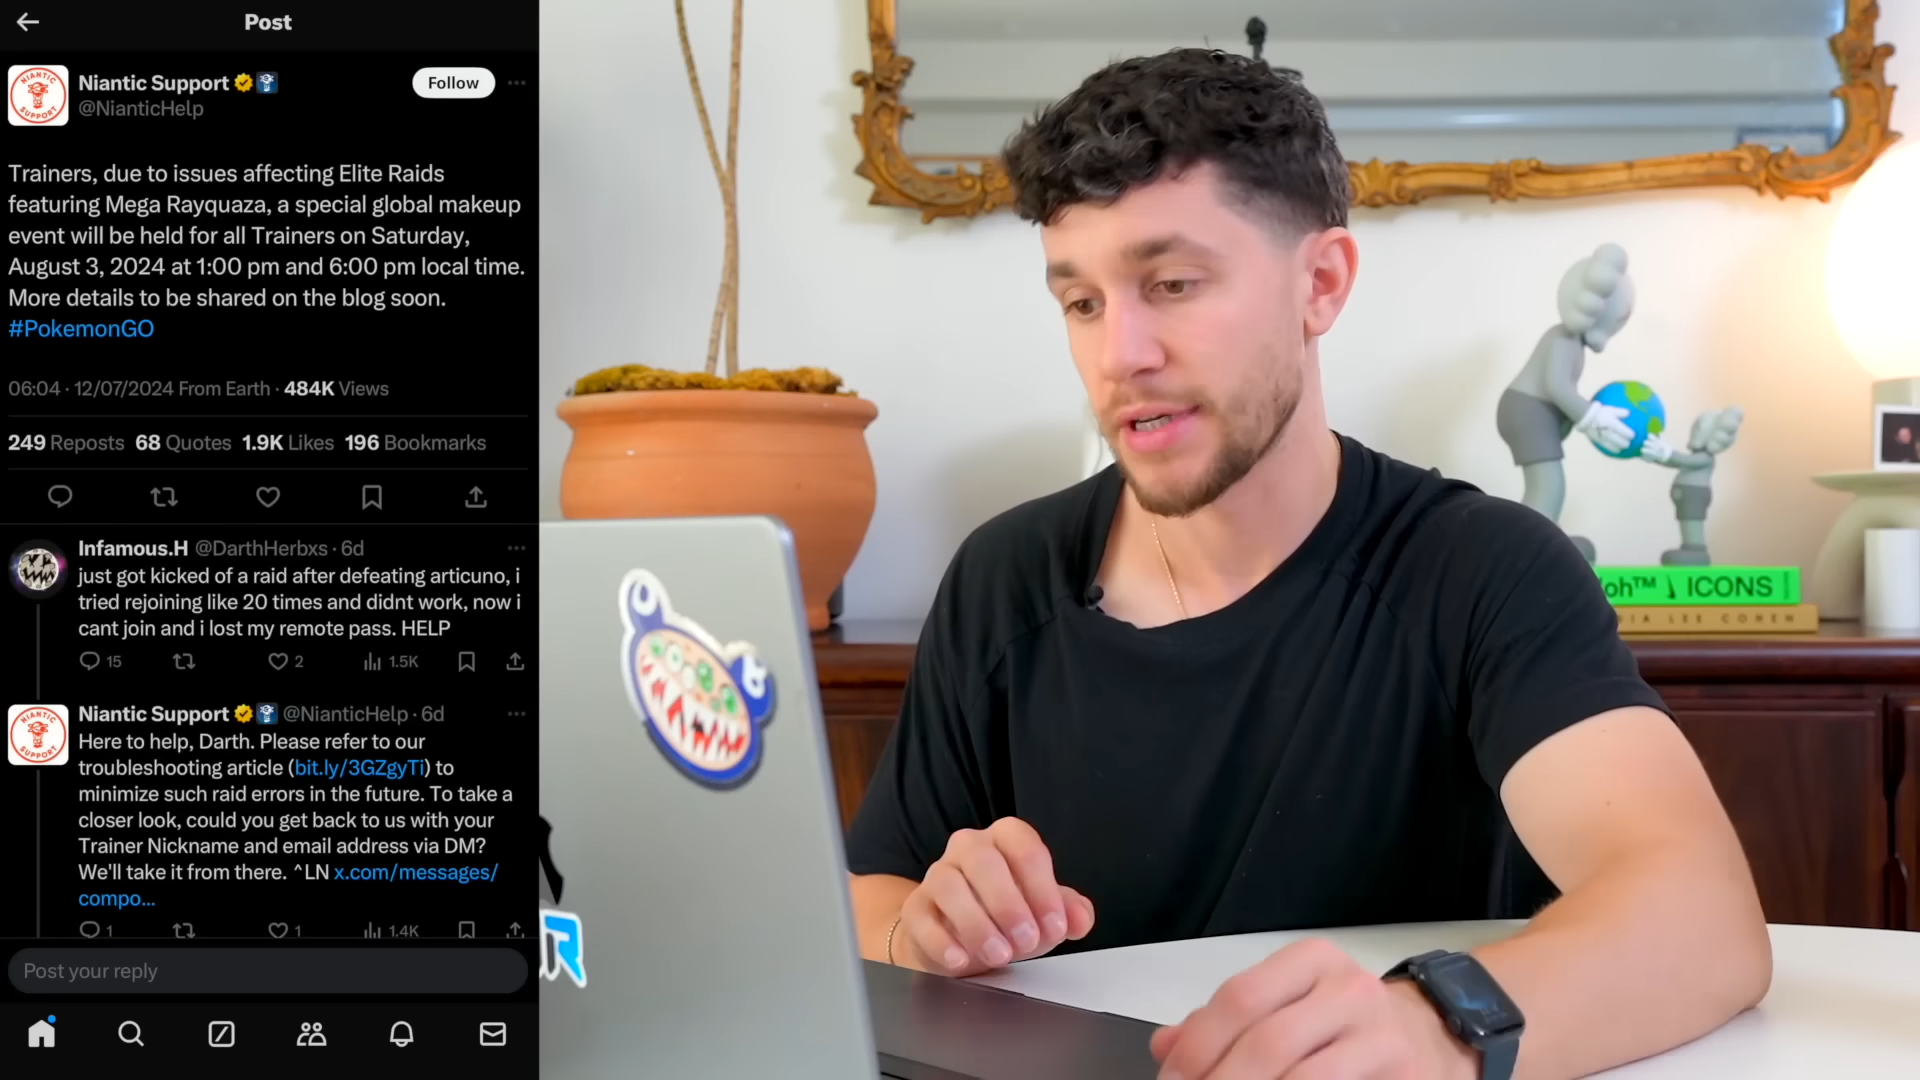 Post
Niantic Support
Follow
@NianticHelp
NIANTIC
SUPPORT
Trainers, due to issues affecting Elite Raids
featuring Mega Rayquaza, a special global makeup
event will be held for all Trainers on Saturday,
August 3, 2024 at 1:00 pm and 6:00 pm local time.
More details to be shared on the blog soon.
#PokemonGO
06:04 · 12/07/2024 From Earth · 484K Views
249 Reposts 68 Quotes 1.9K Likes 196 Bookmarks
Infamous.H @DarthHerbxs · 6d
just got kicked of a raid after defeating articuno, i
tried rejoining like 20 times and didnt work, now i
cant join and i lost my remote pass. HELP
15 2 1.5K
Niantic Support @NianticHelp · 6d
NIANTIC
SUPPORT
Here to help, Darth. Please refer to our
troubleshooting article (bit.ly/3GZgyTi) to
minimize such raid errors in the future. To take a
closer look, could you get back to us with your
Trainer Nickname and email address via DM?
We'll take it from there. ^LN x.com/messages/
compo...
1 1 1.4K
Post your reply
oh™ ICONS
LEE COHEN